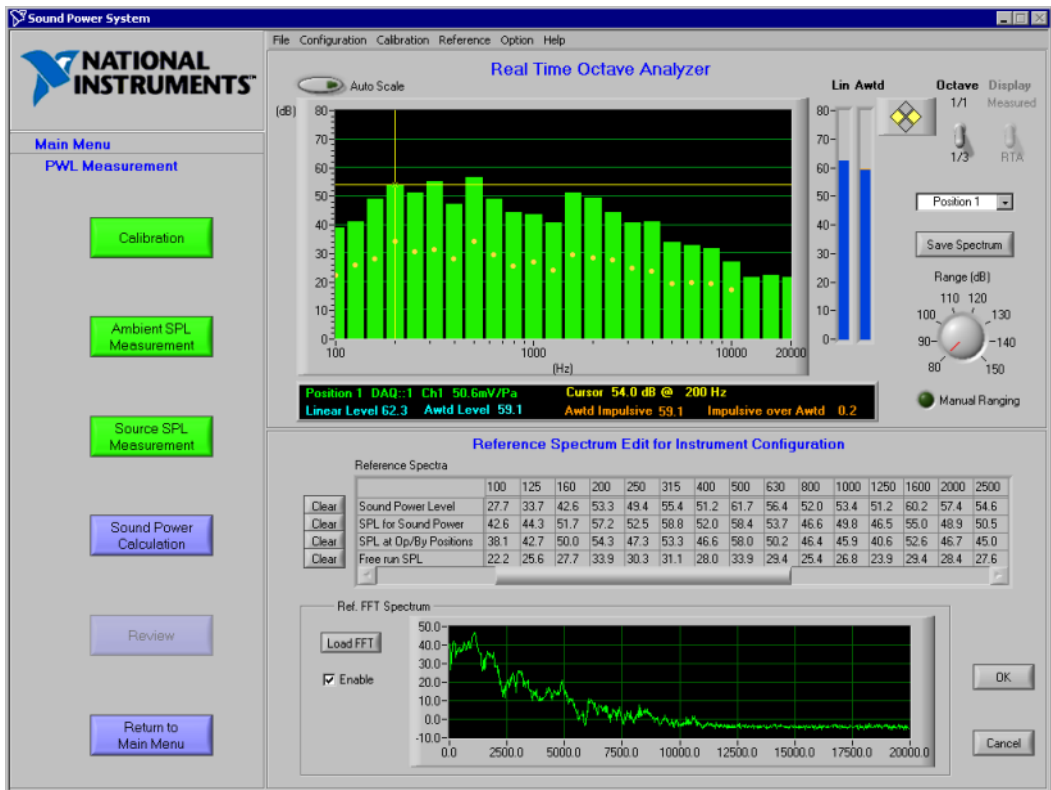 Sound Power System
NATIONAL
INSTRUMENTS™
Main Menu
PWL Measurement
Calibration
Ambient SPL
Measurement
Source SPL
Measurement
Sound Power
Calculation
Review
Return to
Main Menu
File Configuration Calibration Reference Option Help
Real Time Octave Analyzer
Auto Scale
(dB)
80-
70-
60-
50-
40-
30-
20-
10-
0-
100 1000 10000 20000
(Hz)
Lin Awtd
80-
70-
60-
50-
40-
30-
20-
10-
0-
Octave Display
1/1 Measured
1/3 RTA
Position 1
Save Spectrum
Range (dB)
110 120
100 130
90- -140
80 150
Manual Ranging
Position 1 DAQ::1 Ch1 50.6mV/Pa Cursor 54.0 dB @ 200 Hz
Linear Level 62.3 Awtd Level 59.1 Awtd Impulsive 59.1 Impulsive over Awtd 0.2
Reference Spectrum Edit for Instrument Configuration
Reference Spectra
100 125 160 200 250 315 400 500 630 800 1000 1250 1600 2000 2500
Clear Sound Power Level 27.7 33.7 42.6 53.3 49.4 55.4 51.2 61.7 56.4 52.0 53.4 51.2 60.2 57.4 54.6
Clear SPL for Sound Power 42.6 44.3 51.7 57.2 52.5 58.8 52.0 58.4 53.7 46.6 49.8 46.5 55.0 48.9 50.5
Clear SPL at Op/By Positions 38.1 42.7 50.0 54.3 47.3 53.3 46.6 58.0 50.2 46.4 45.9 40.6 52.6 46.7 45.0
Clear Free run SPL 22.2 25.6 27.7 33.9 30.3 31.1 28.0 33.9 29.4 25.4 26.8 23.9 29.4 28.4 27.6
Ref. FFT Spectrum
Load FFT
Enable
50.0-
40.0-
30.0-
20.0-
10.0-
0.0-
-10.0-
0.0 2500.0 5000.0 7500.0 10000.0 12500.0 15000.0 17500.0 20000.0
OK
Cancel